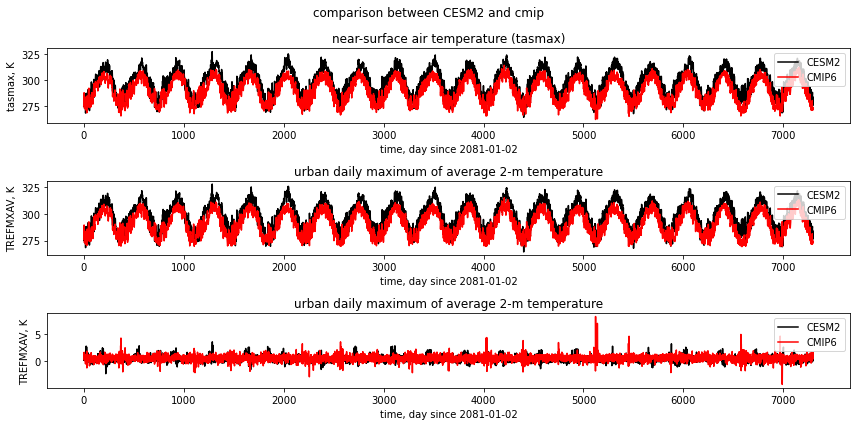 comparison between CESM2 and cmip
near-surface air temperature (tasmax)
tasmax, K
325
300
275
CESM2
CMIP6
0 1000 2000 3000 4000 5000 6000 7000
time, day since 2081-01-02
urban daily maximum of average 2-m temperature
TREFMXAV, K
325
300
275
CESM2
CMIP6
0 1000 2000 3000 4000 5000 6000 7000
time, day since 2081-01-02
urban daily maximum of average 2-m temperature
TREFMXAV, K
5
0
CESM2
CMIP6
0 1000 2000 3000 4000 5000 6000 7000
time, day since 2081-01-02